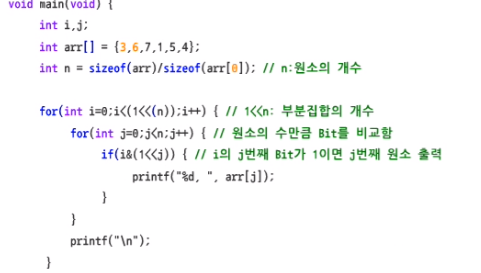 void main(void) {
int i,j;
int arr[] = {3,6,7,1,5,4};
int n = sizeof(arr)/sizeof(arr[0]); // n:원소의 개수
for(int i=0;i<(1<<(n));i++) { // 1<<n: 부분집합의 개수
for(int j=0;j<n;j++) { // 원소의 수만큼 Bit를 비교함
if(i&(1<<j)) { // i의 j번째 Bit가 1이면 j번째 원소 출력
printf("%d, ", arr[j]);
}
}
printf("\n");
}